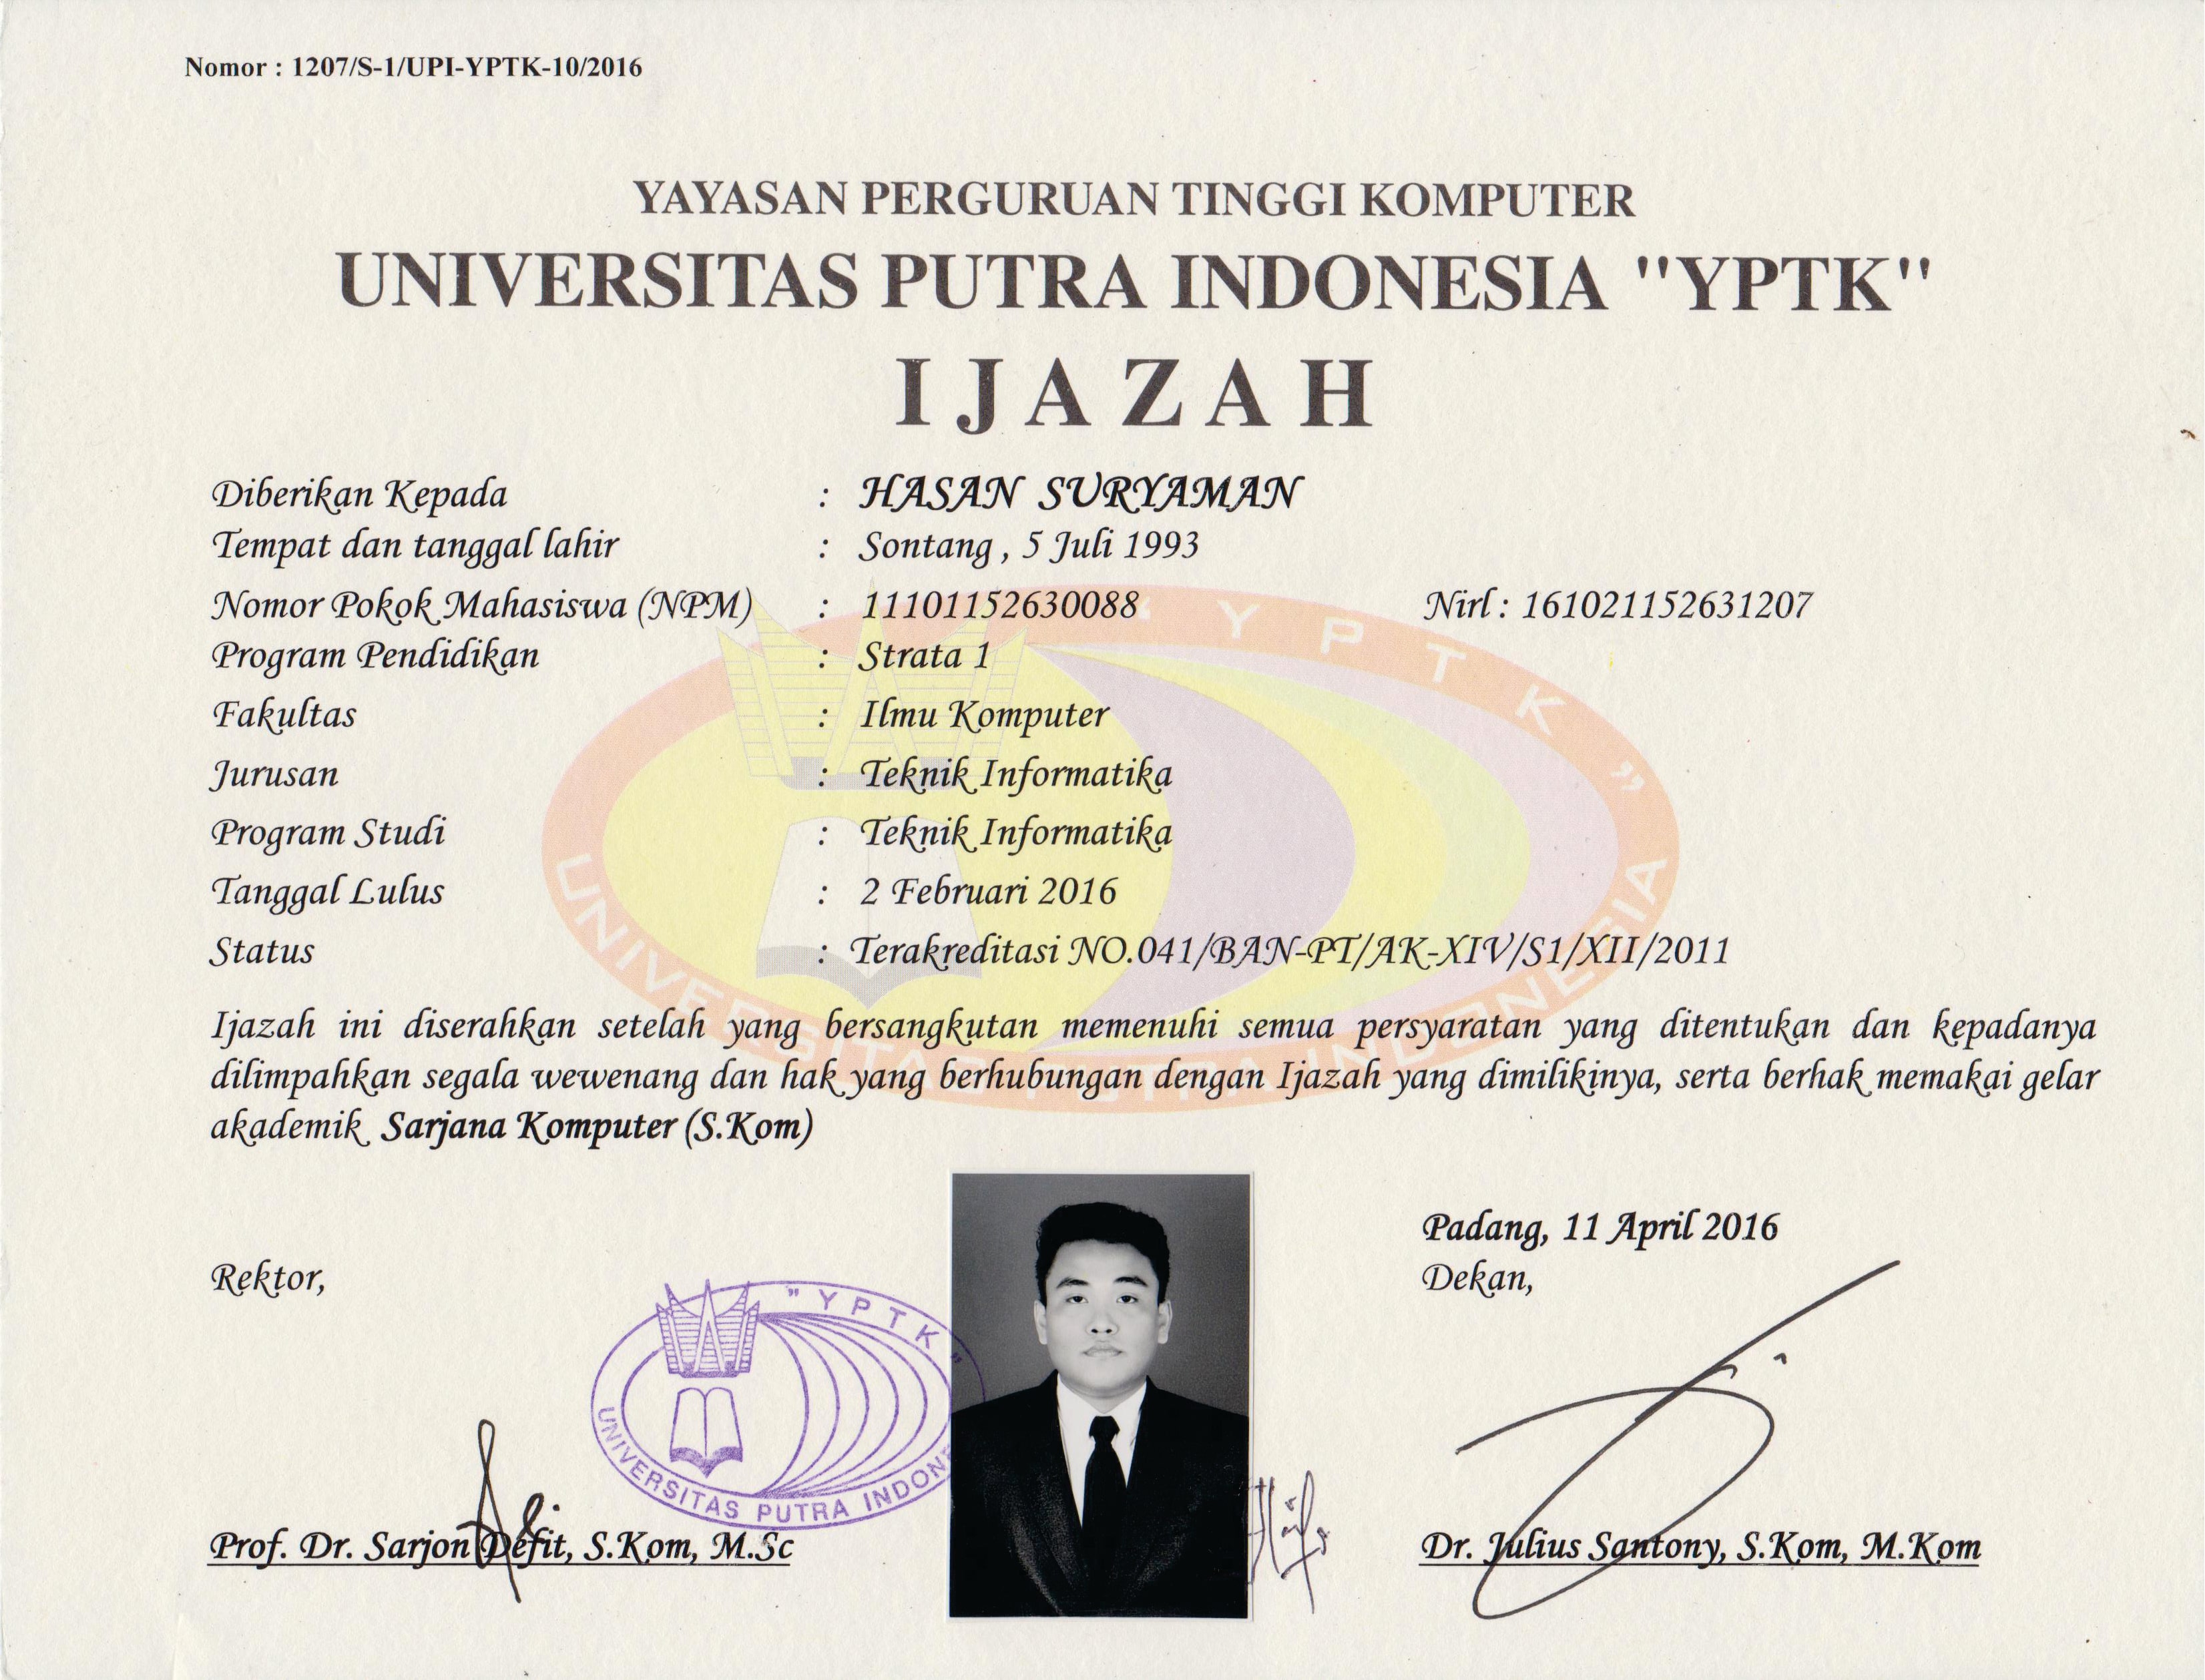 Nomor : 1207/S-1/UPI-YPTK-10/2016
YAYASAN PERGURUAN TINGGI KOMPUTER
UNIVERSITAS PUTRA INDONESIA "YPTK"
IJAZAH
Diberikan Kepada : HASAN SURYAMAN
Tempat dan tanggal lahir : Sontang , 5 Juli 1993
Nomor Pokok Mahasiswa (NPM) : 11101152630088 Nirl : 161021152631207
Program Pendidikan : Strata 1
Fakultas : Ilmu Komputer
Jurusan : Teknik Informatika
Program Studi : Teknik Informatika
Tanggal Lulus : 2 Februari 2016
Status : Terakreditasi NO.041/BAN-PT/AK-XIV/S1/XII/2011
" YPTK "
UNIVERSITAS PUTRA INDONESIA
Ijazah ini diserahkan setelah yang bersangkutan memenuhi semua persyaratan yang ditentukan dan kepadanya
dilimpahkan segala wewenang dan hak yang berhubungan dengan Ijazah yang dimilikinya, serta berhak memakai gelar
akademik Sarjana Komputer (S.Kom)
Padang, 11 April 2016
Rektor,
Dekan,
" YPTK "
UNIVERSITAS PUTRA INDON
Prof. Dr. Sarjon Defit, S.Kom, M.Sc
Dr. Julius Santony, S.Kom, M.Kom